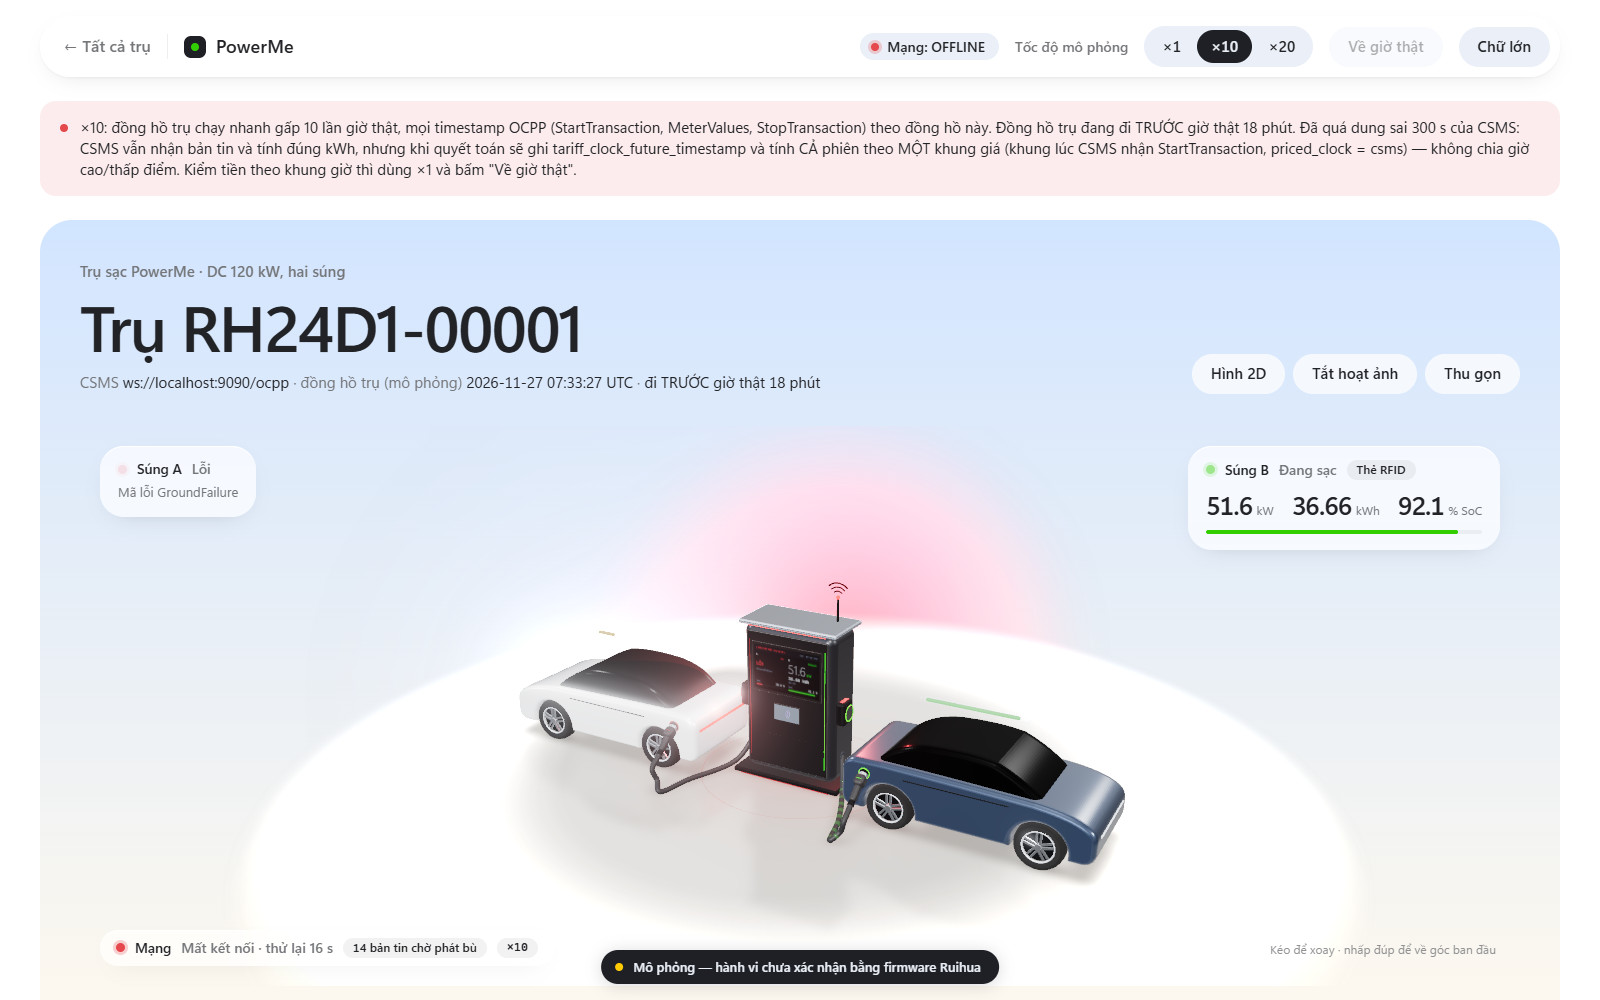 ← Tất cả trụ
PowerMe
Mạng: OFFLINE
Tốc độ mô phỏng
×1
×10
×20
Về giờ thật
Chữ lớn
×10: đồng hồ trụ chạy nhanh gấp 10 lần giờ thật, mọi timestamp OCPP (StartTransaction, MeterValues, StopTransaction) theo đồng hồ này. Đồng hồ trụ đang đi TRƯỚC giờ thật 18 phút. Đã quá dung sai 300 s của CSMS:
CSMS vẫn nhận bản tin và tính đúng kWh, nhưng khi quyết toán sẽ ghi tariff_clock_future_timestamp và tính CẢ phiên theo MỘT khung giá (khung lúc CSMS nhận StartTransaction, priced_clock = csms) — không chia giờ
cao/thấp điểm. Kiểm tiền theo khung giờ thì dùng ×1 và bấm "Về giờ thật".
Trụ sạc PowerMe · DC 120 kW, hai súng
Trụ RH24D1-00001
CSMS ws://localhost:9090/ocpp · đồng hồ trụ (mô phỏng) 2026-11-27 07:33:27 UTC · đi TRƯỚC giờ thật 18 phút
Hình 2D
Tắt hoạt ảnh
Thu gọn
Súng A Lỗi
Mã lỗi GroundFailure
Súng B Đang sạc Thẻ RFID
51.6 kW 36.66 kWh 92.1 % SoC
51.6
Mạng Mất kết nối · thử lại 16 s 14 bản tin chờ phát bù ×10
Mô phỏng — hành vi chưa xác nhận bằng firmware Ruihua
Kéo để xoay · nhấp đúp để về góc ban đầu